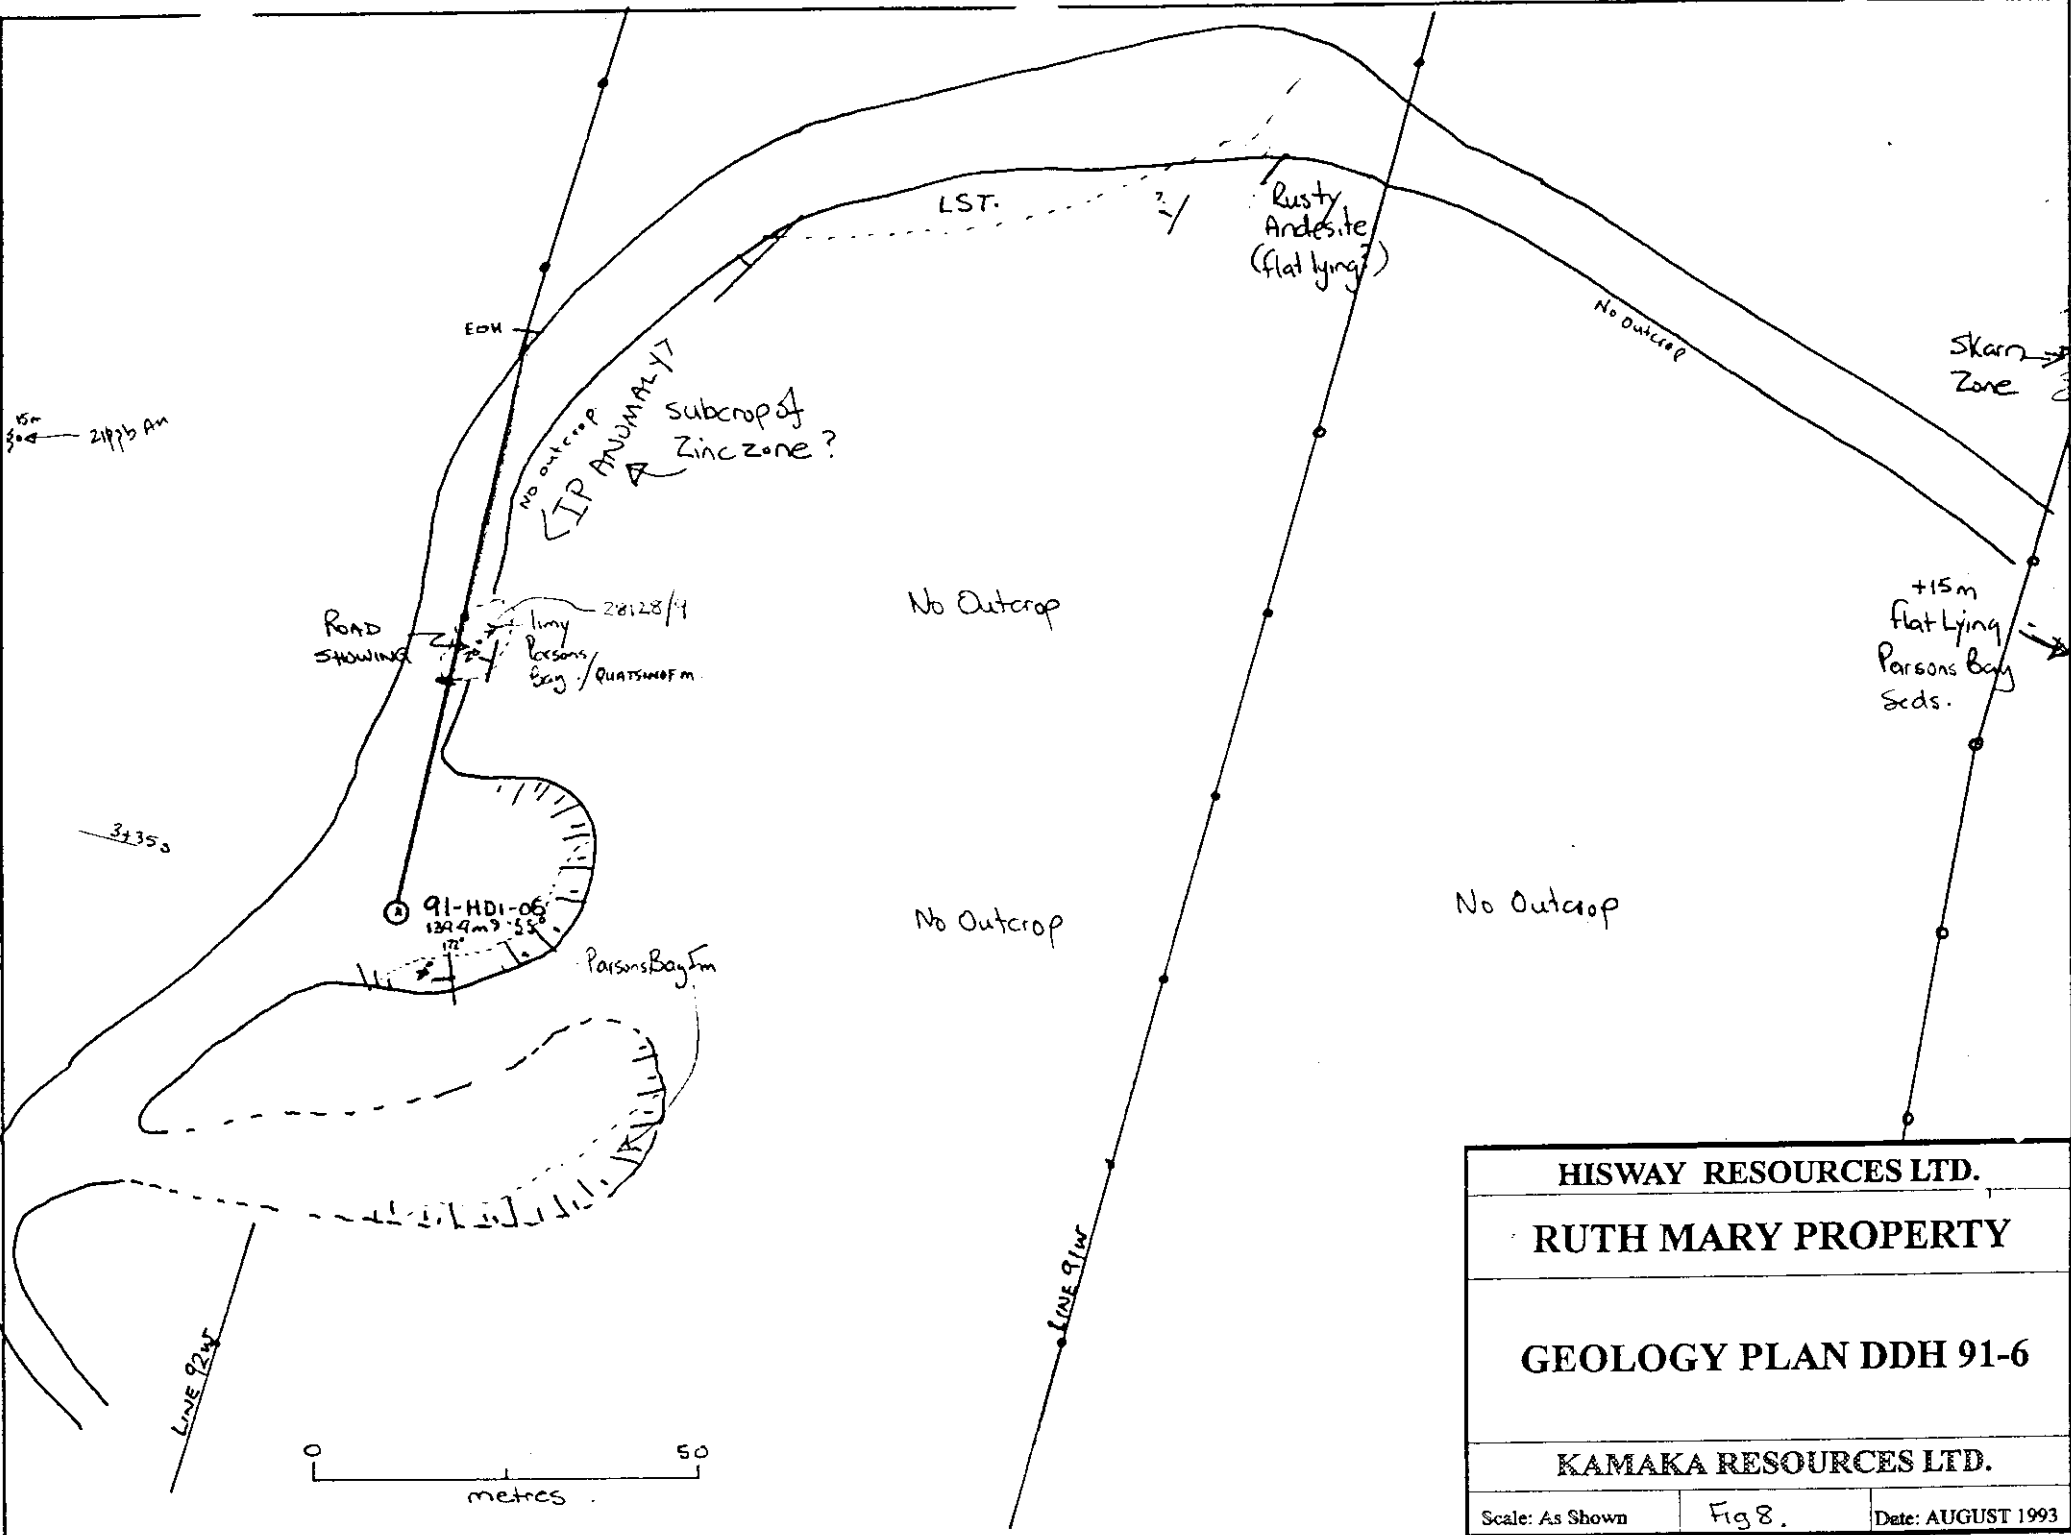 LST.
Rusty
Andesite
(flat lying?)
EOH
No Outcrop
<IP ANOMALY>
subcrop of
Zinc zone ?
No Outcrop
Skarn
Zone
15m
21ppb Au
No Outcrop
ROAD
SHOWING
limy
Parsons
Bay /
+15m
flat Lying
Parsons Bay
Seds.
91-HDI-06
No Outcrop
No Outcrop
Parsons Bay Fm
LINE 91W
LINE 92W
0 50
metres
HISWAY RESOURCES LTD.
RUTH MARY PROPERTY
GEOLOGY PLAN DDH 91-6
KAMAKA RESOURCES LTD.
Scale: As Shown
Fig 8.
Date: AUGUST 1993